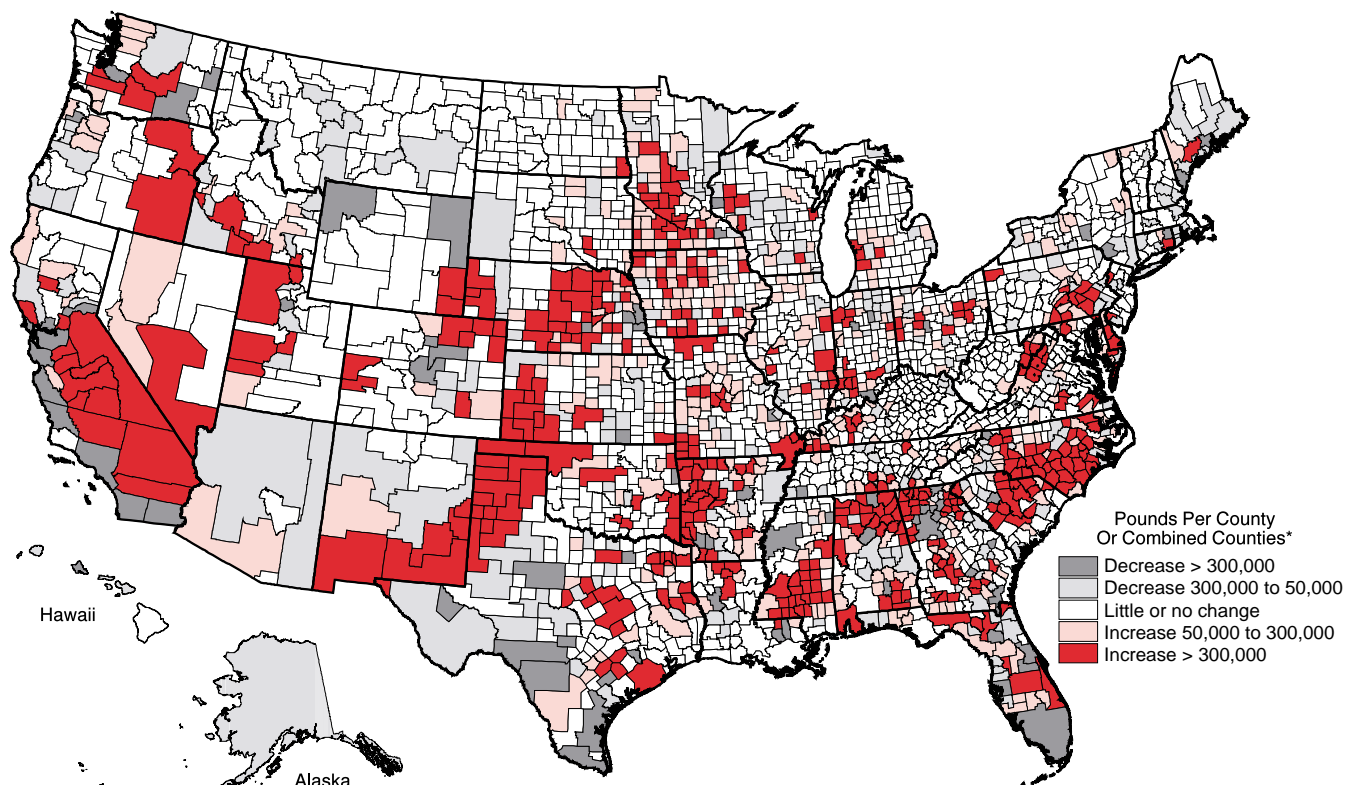 Pounds Per County
Or Combined Counties*
Decrease > 300,000
Decrease 300,000 to 50,000
Little or no change
Increase 50,000 to 300,000
Increase > 300,000
Hawaii
Alaska